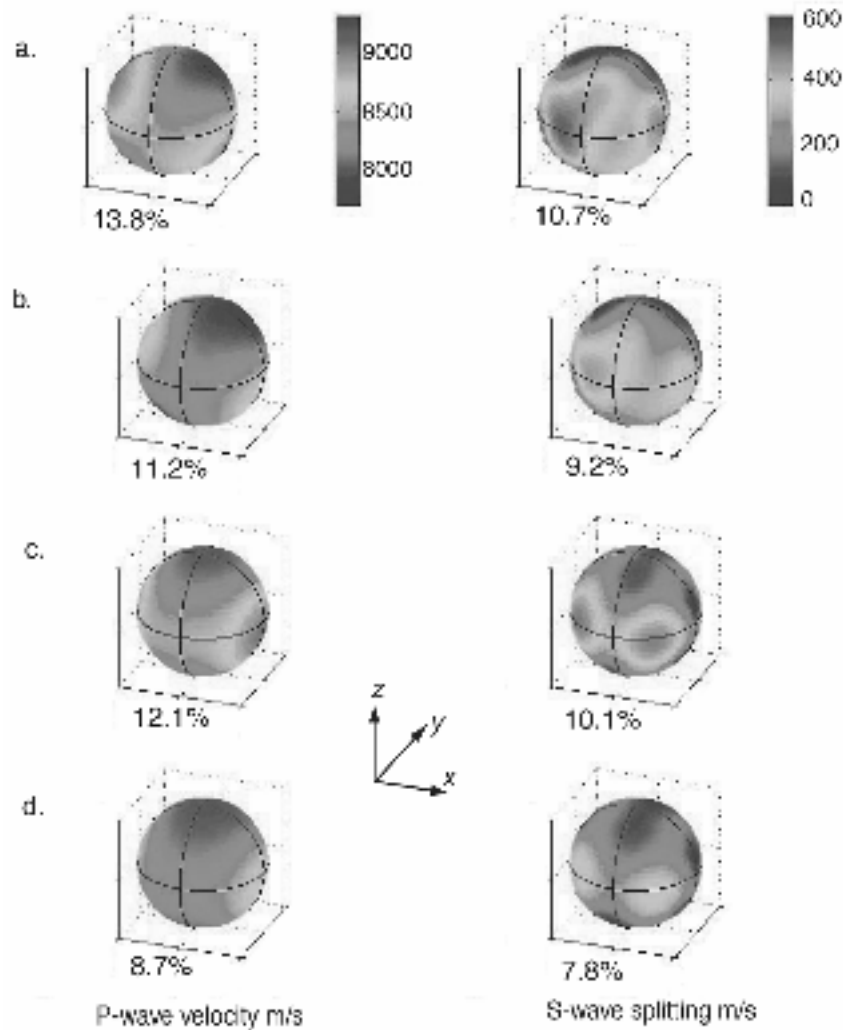 a.
9000
8500
8000
13.8%
600
400
200
0
10.7%
b.
11.2%
9.2%
c.
12.1%
10.1%
z
y
x
d.
8.7%
7.8%
P-wave velocity m/s
S-wave splitting m/s